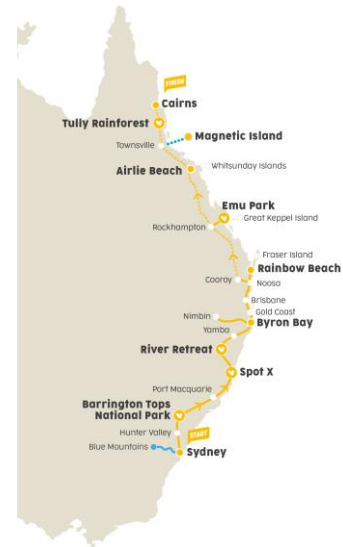 FINISH
Cairns
Tully Rainforest
Magnetic Island
Townsville
Whitsunday Islands
Airlie Beach
Emu Park
Great Keppel Island
Rockhampton
Fraser Island
Rainbow Beach
Cooroy
Noosa
Brisbane
Gold Coast
Nimbin
Byron Bay
Yamba
River Retreat
Spot X
Port Macquarie
Barrington Tops
National Park
START
Hunter Valley
Blue Mountains
Sydney